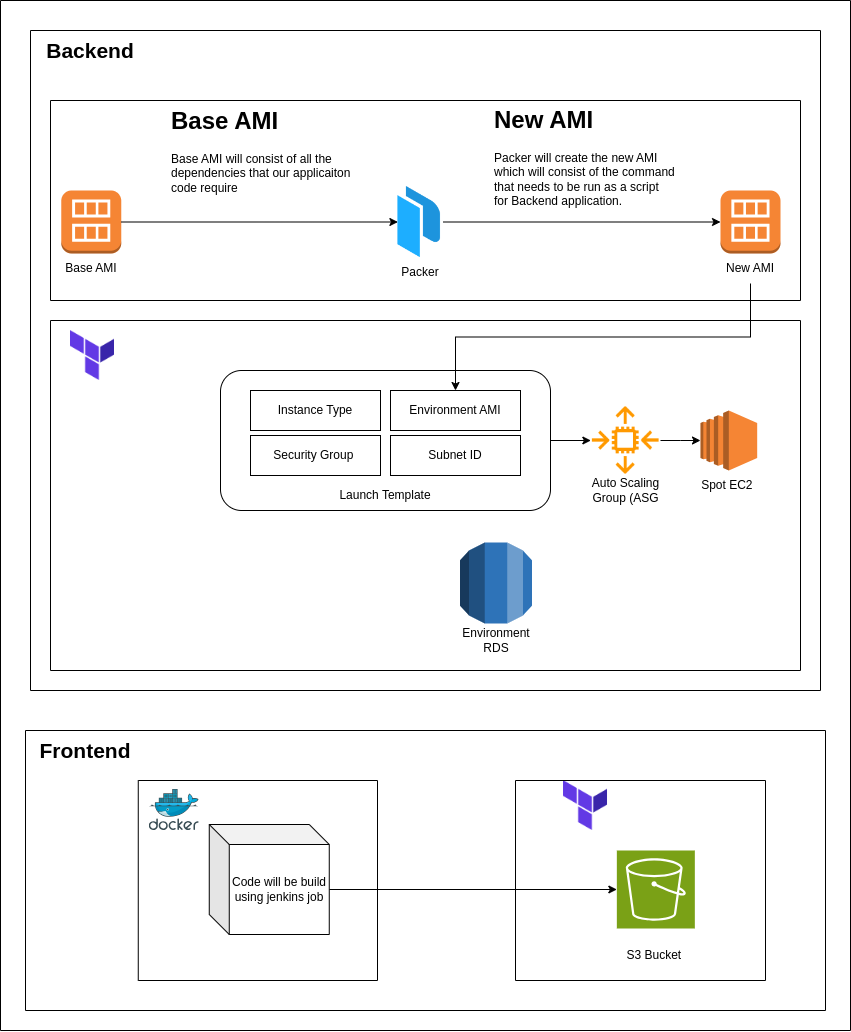 Backend
Base AMI
Base AMI will consist of all the
dependencies that our applicaiton
code require
New AMI
Packer will create the new AMI
which will consist of the command
that needs to be run as a script
for Backend application.
Base AMI
Packer
New AMI
Instance Type
Environment AMI
Security Group
Subnet ID
Launch Template
Auto Scaling
Group (ASG
Spot EC2
Environment
RDS
Frontend
docker
Code will be build
using jenkins job
S3 Bucket